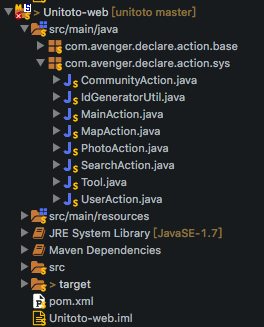 > Unitoto-web [unitoto master]
src/main/java
com.avenger.declare.action.base
com.avenger.declare.action.sys
CommunityAction.java
IdGeneratorUtil.java
MainAction.java
MapAction.java
PhotoAction.java
SearchAction.java
Tool.java
UserAction.java
src/main/resources
JRE System Library [JavaSE-1.7]
Maven Dependencies
src
> target
pom.xml
Unitoto-web.iml